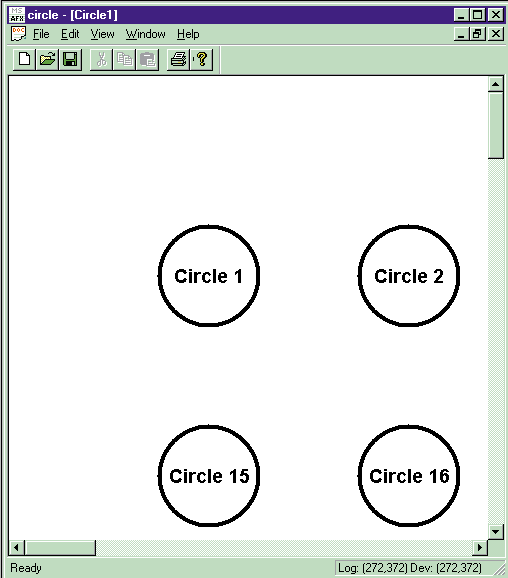 MS
AFX
circle - [Circle1]
DOC
File Edit View Window Help
Circle 1 Circle 2
Circle 15 Circle 16
Ready Log: (272,372) Dev: (272,372)